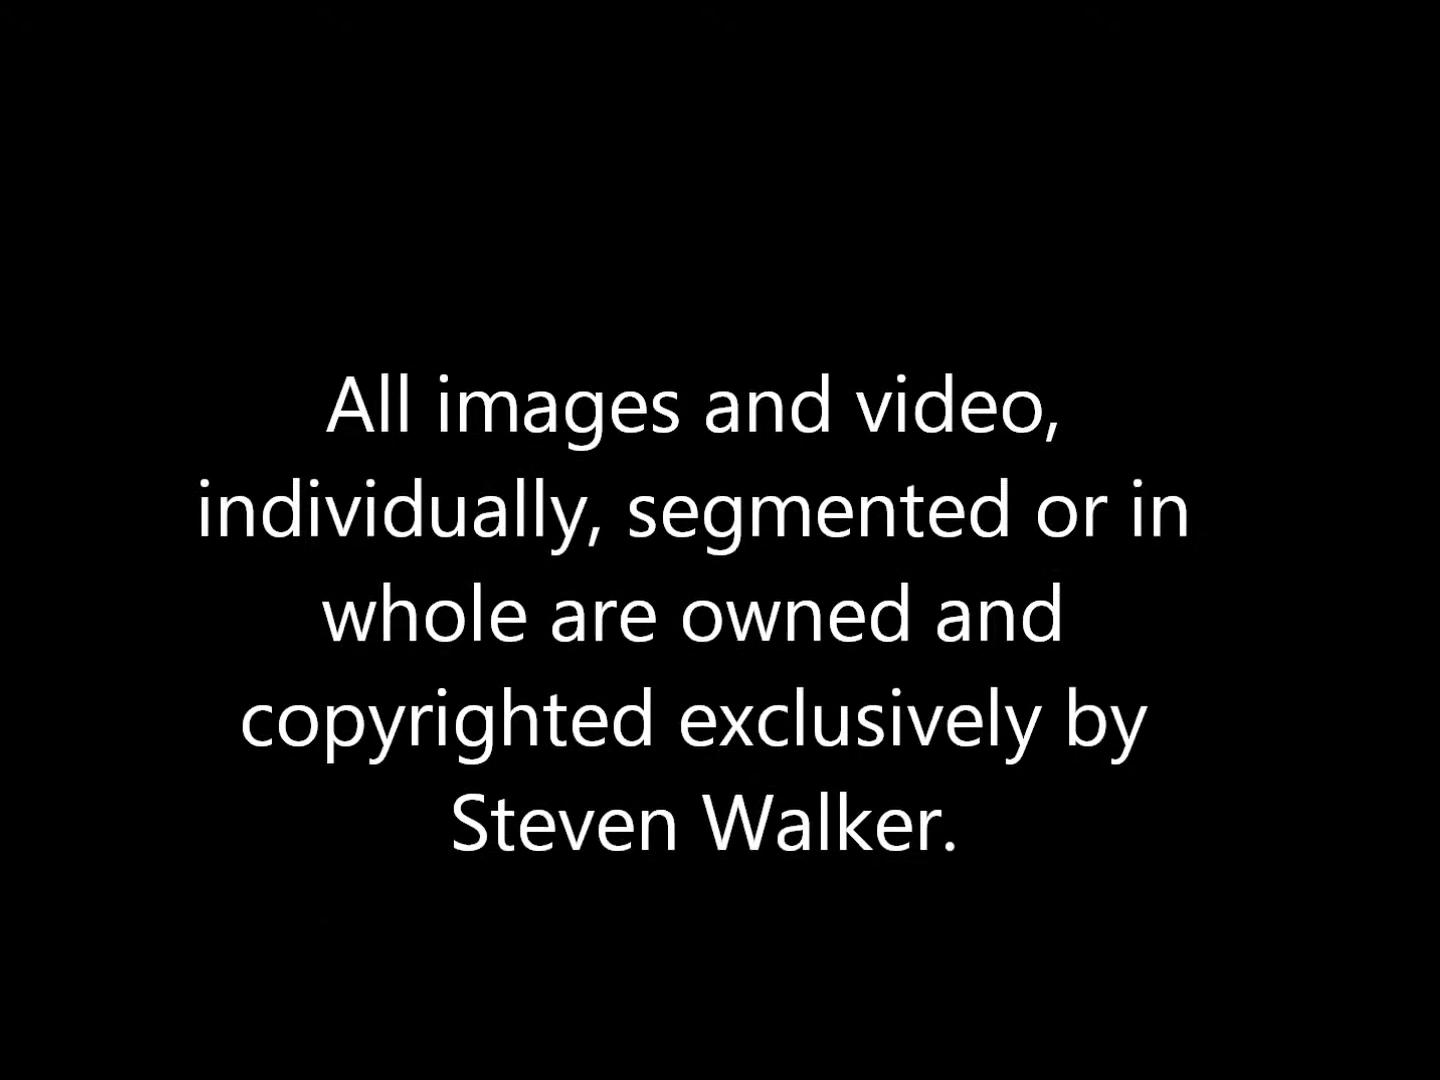 All images and video,
individually, segmented or in
whole are owned and
copyrighted exclusively by
Steven Walker.